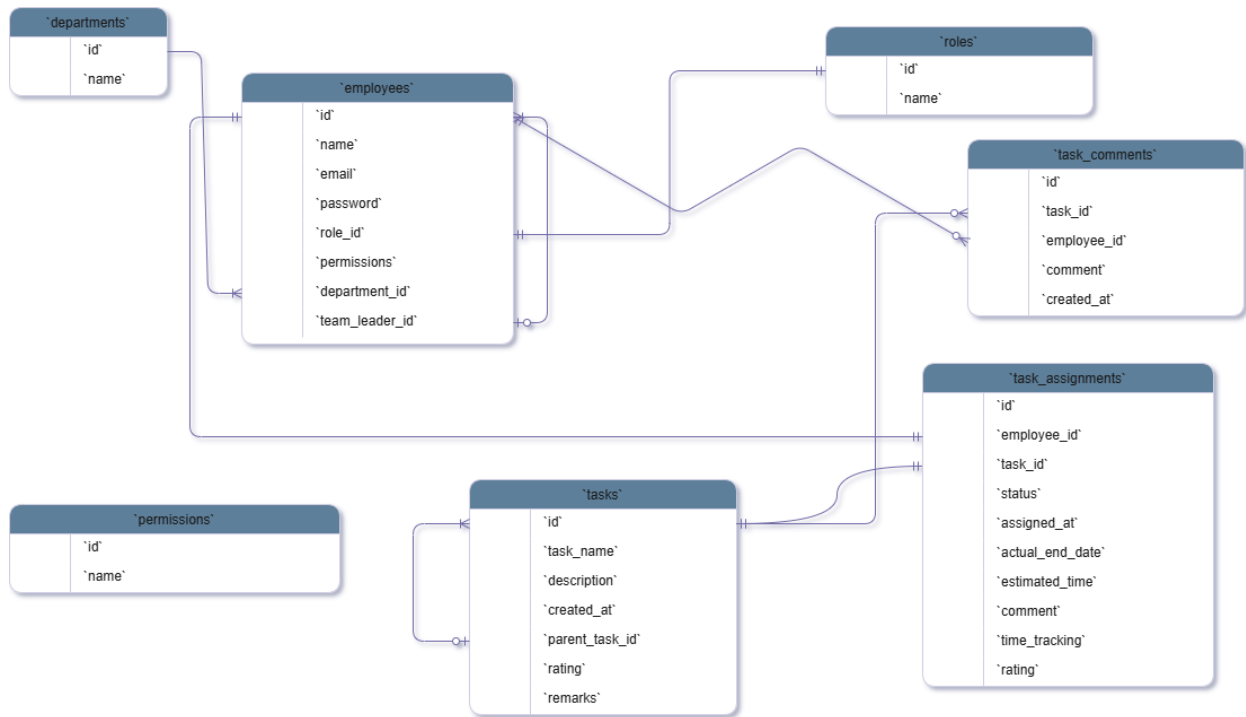 `departments`
`id`
`name`
`employees`
`id`
`name`
`email`
`password`
`role_id`
`permissions`
`department_id`
`team_leader_id`
`roles`
`id`
`name`
`task_comments`
`id`
`task_id`
`employee_id`
`comment`
`created_at`
`task_assignments`
`id`
`employee_id`
`task_id`
`status`
`assigned_at`
`actual_end_date`
`estimated_time`
`comment`
`time_tracking`
`rating`
`tasks`
`id`
`task_name`
`description`
`created_at`
`parent_task_id`
`rating`
`remarks`
`permissions`
`id`
`name`